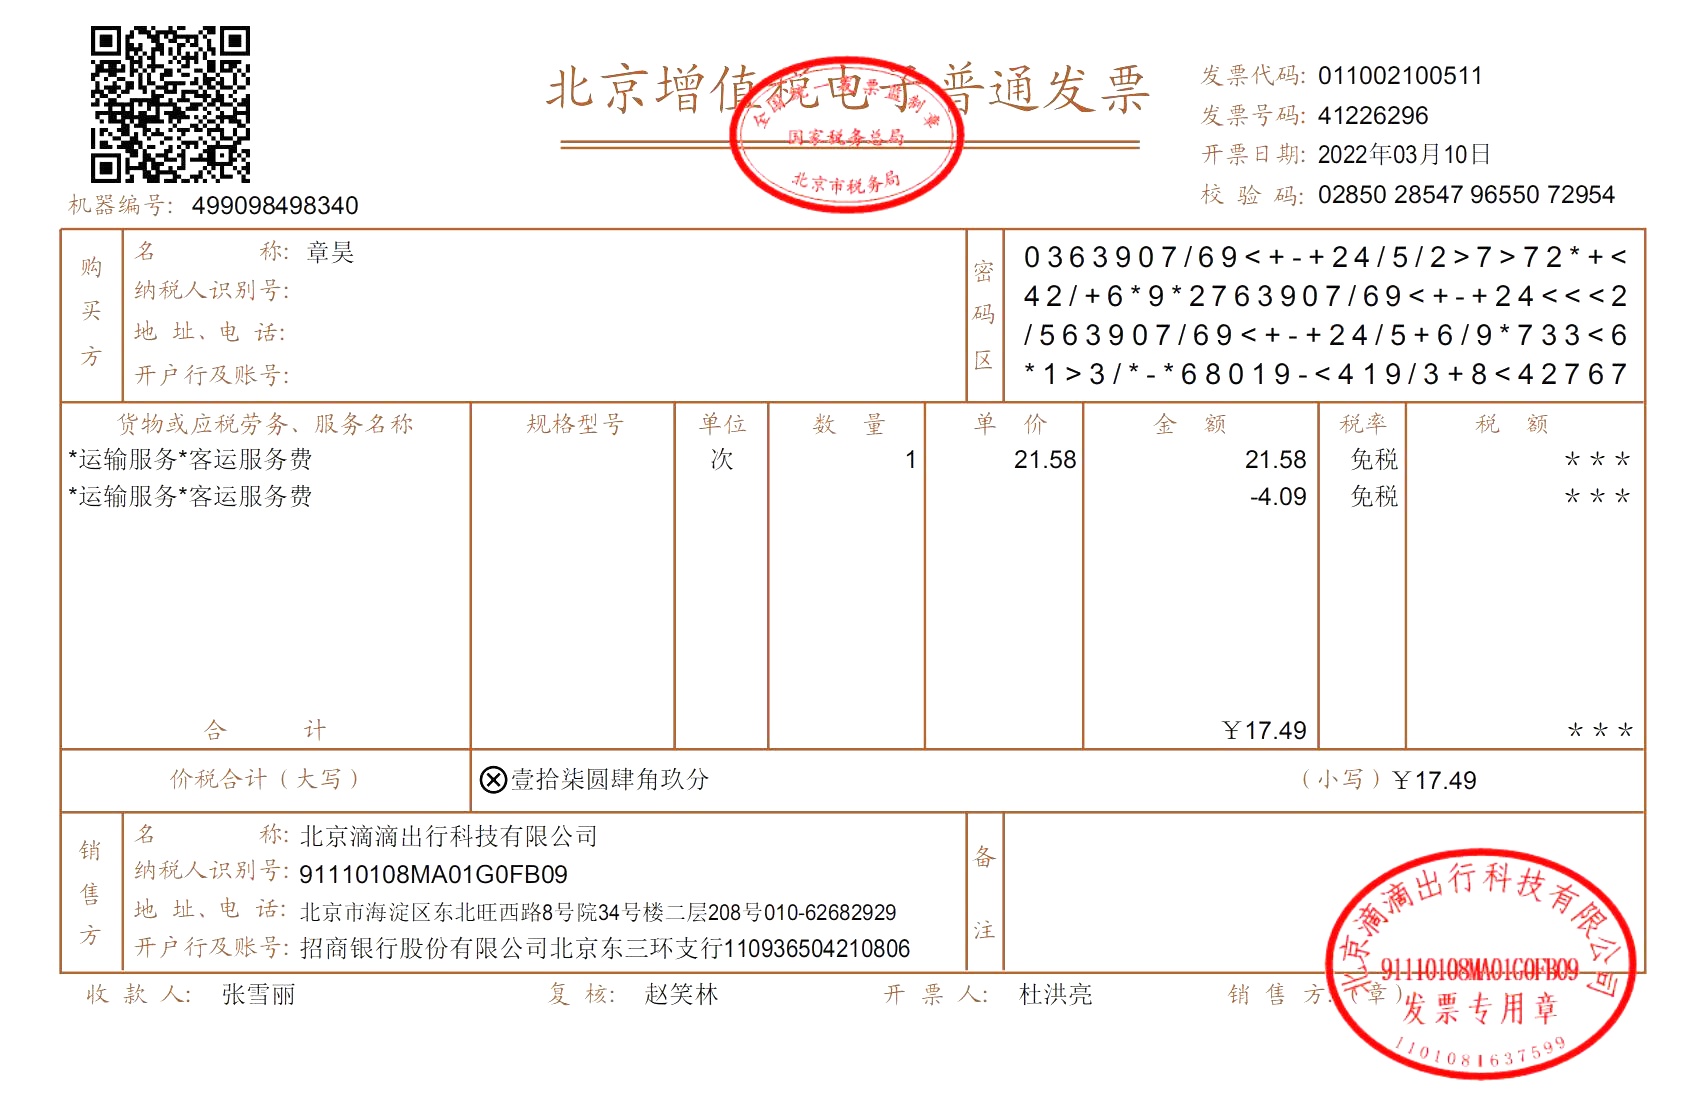 北京增值税电子普通发票
全国统一发票监制章
国家税务总局
北京市税务局
发票代码: 011002100511
发票号码: 41226296
开票日期: 2022年03月10日
校验码: 02850 28547 96550 72954
机器编号: 499098498340
购买方
名称: 章昊
纳税人识别号:
地址、电话:
开户行及账号:
密码区
0363907/69<+-+24/5/2>7>72*+<
42/+6*9*2763907/69<+-+24<<<2
/563907/69<+-+24/5+6/9*733<6
*1>3/*-*68019-<419/3+8<42767
货物或应税劳务、服务名称 规格型号 单位 数量 单价 金额 税率 税额
*运输服务*客运服务费 次 1 21.58 21.58 免税 ***
*运输服务*客运服务费 -4.09 免税 ***
合计 ￥17.49 ***
价税合计（大写） ⊗壹拾柒圆肆角玖分 （小写）￥17.49
销售方
名称: 北京滴滴出行科技有限公司
纳税人识别号: 91110108MA01G0FB09
地址、电话: 北京市海淀区东北旺西路8号院34号楼二层208号010-62682929
开户行及账号: 招商银行股份有限公司北京东三环支行110936504210806
备注
收款人: 张雪丽 复核: 赵笑林 开票人: 杜洪亮 销售方:（章）
北京滴滴出行科技有限公司
91110108MA01G0FB09
发票专用章
1101081637599